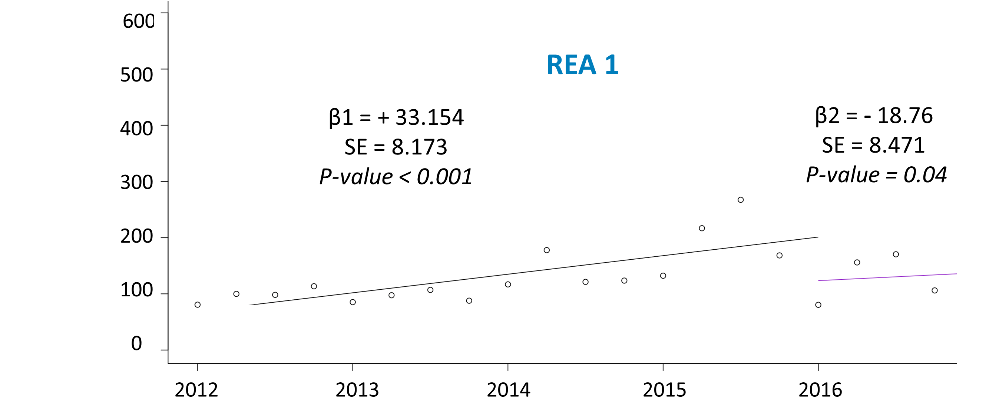 600
500
400
300
200
100
0
REA 1
β1 = + 33.154
SE = 8.173
P-value < 0.001
β2 = - 18.76
SE = 8.471
P-value = 0.04
2012 2013 2014 2015 2016